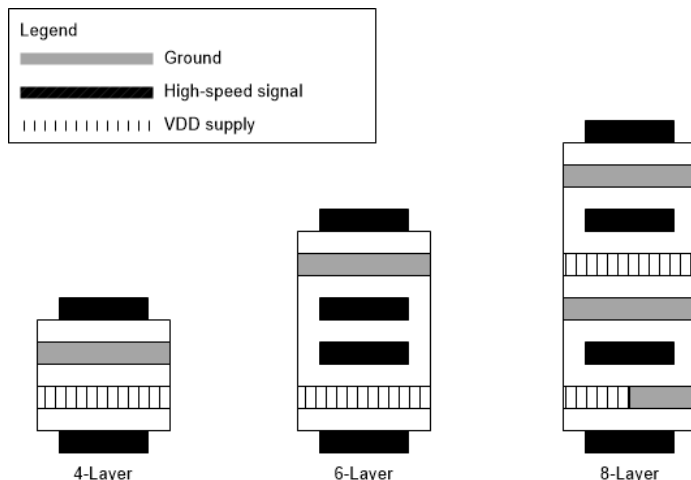 Legend
Ground
High-speed signal
VDD supply
4-Layer
6-Layer
8-Layer